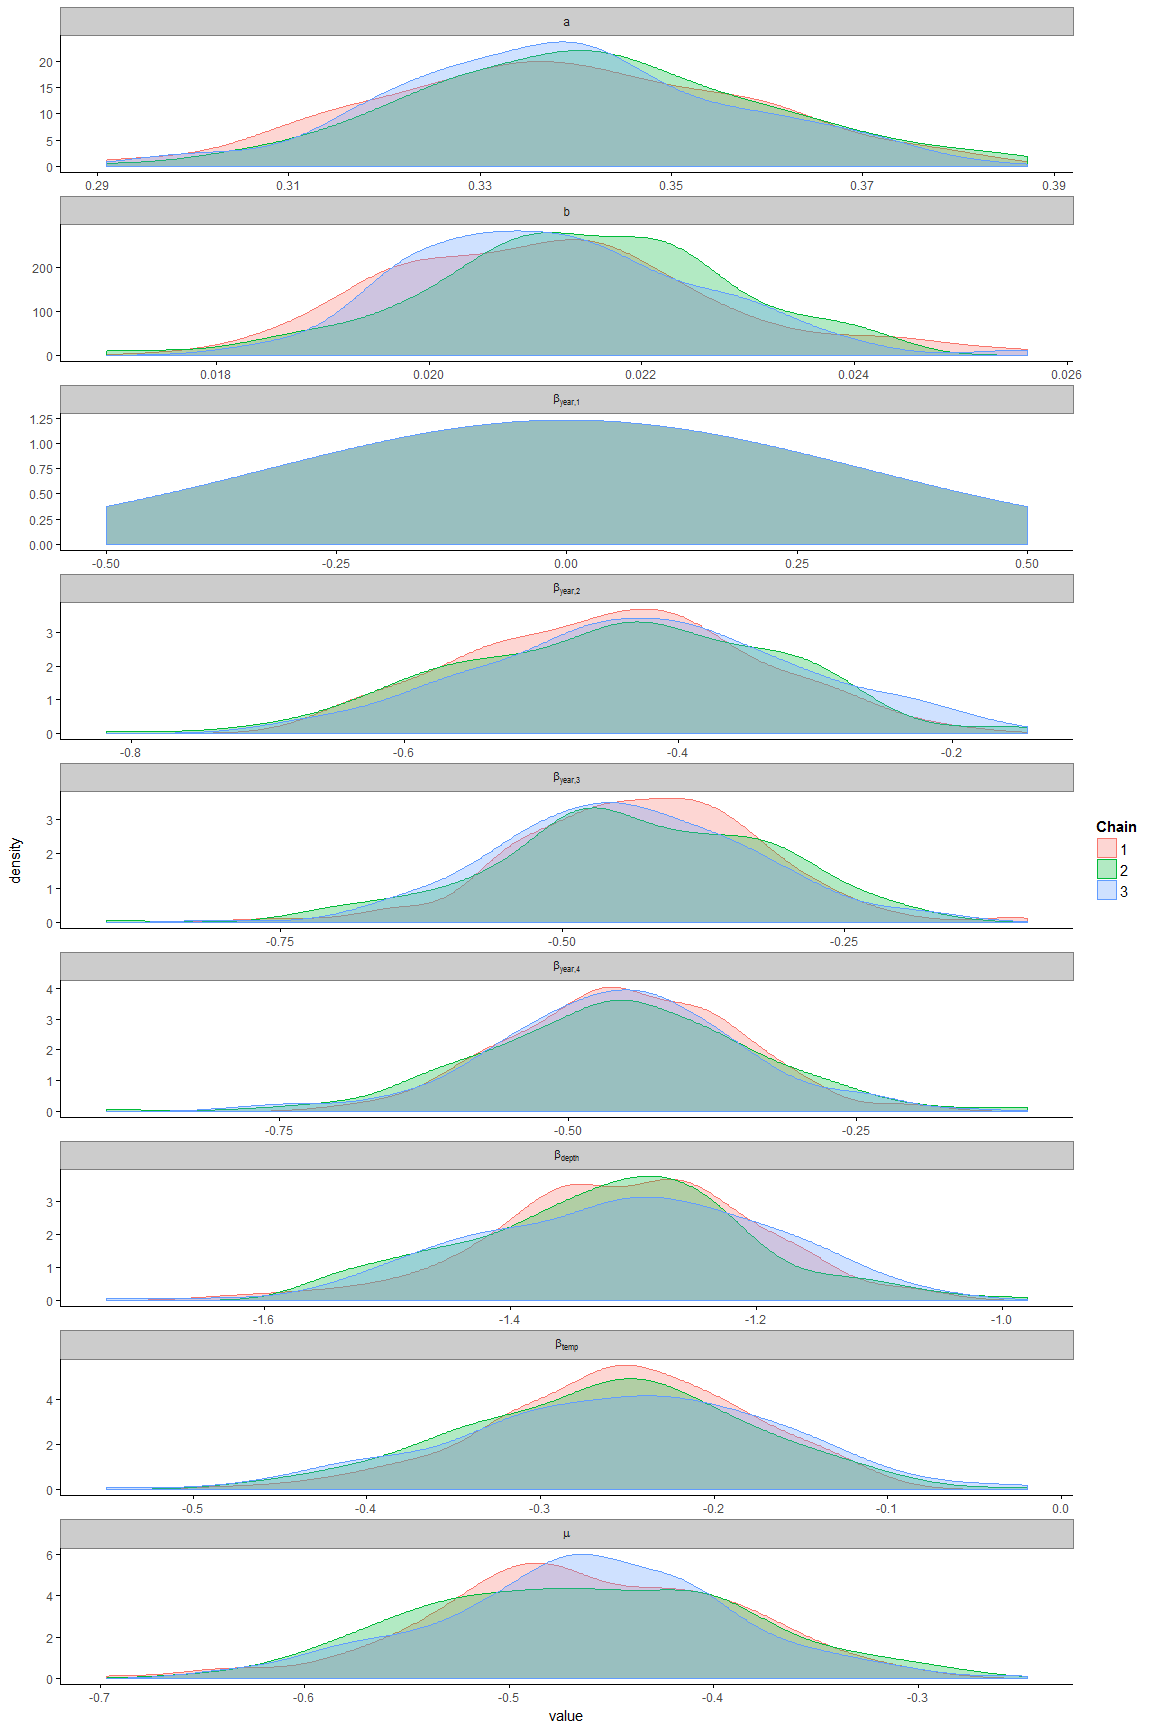 a
20
15
10
5
0
0.29 0.31 0.33 0.35 0.37 0.39
b
200
100
0
0.018 0.020 0.022 0.024 0.026
βyear,1
1.25
1.00
0.75
0.50
0.25
0.00
-0.50 -0.25 0.00 0.25 0.50
βyear,2
3
2
1
0
-0.8 -0.6 -0.4 -0.2
βyear,3
3
2
1
0
-0.75 -0.50 -0.25
density
Chain
1
2
3
βyear,4
4
3
2
1
0
-0.75 -0.50 -0.25
βdepth
3
2
1
0
-1.6 -1.4 -1.2 -1.0
βtemp
4
2
0
-0.5 -0.4 -0.3 -0.2 -0.1 0.0
μ
6
4
2
0
-0.7 -0.6 -0.5 -0.4 -0.3
value